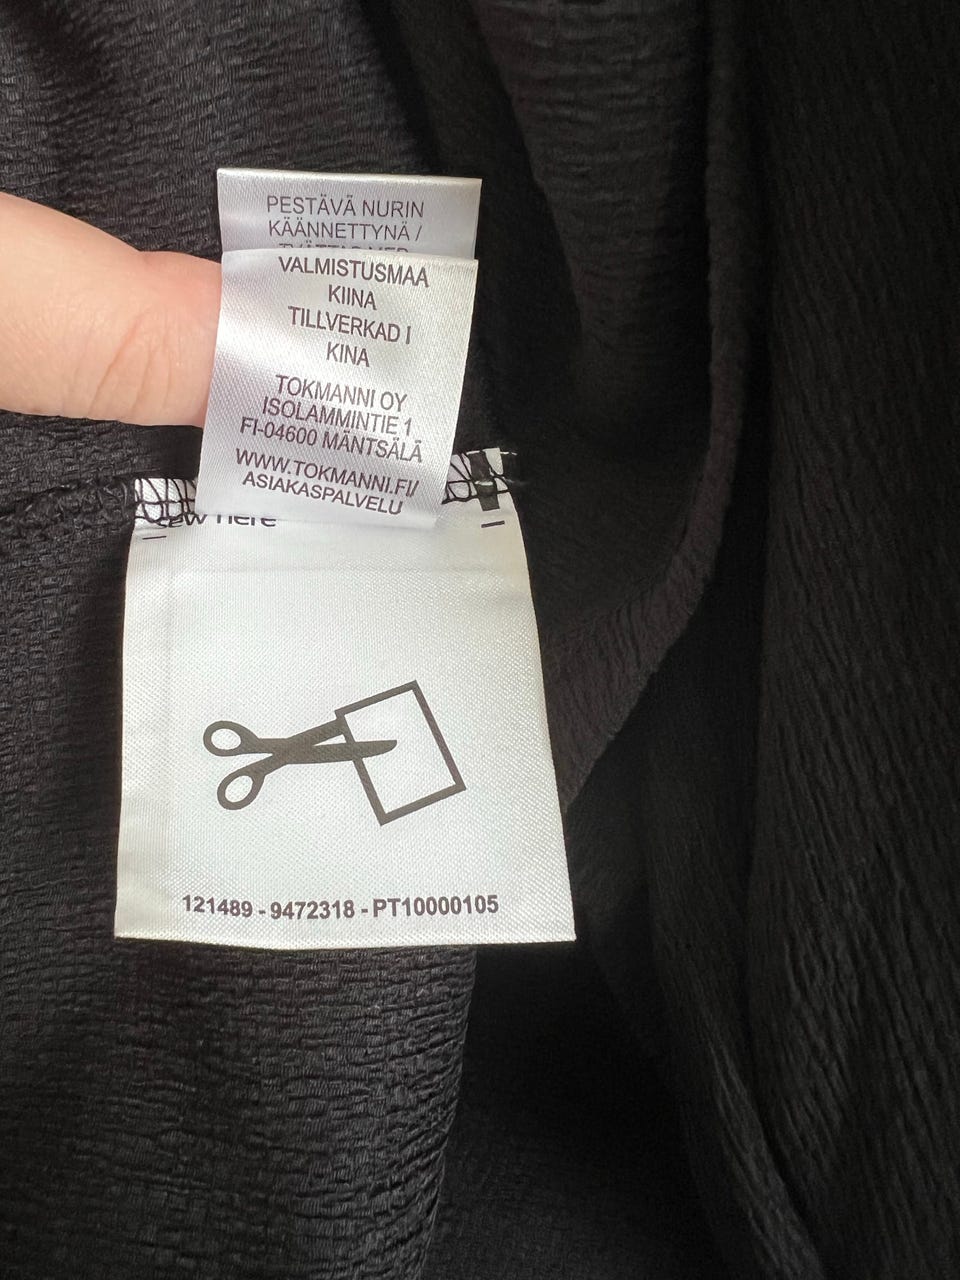 PESTÄVÄ NURIN
KÄÄNNETTYNÄ /
VALMISTUSMAA
KIINA
TILLVERKAD I
KINA
TOKMANNI OY
ISOLAMMINTIE 1
FI-04600 MÄNTSÄLÄ
WWW.TOKMANNI.FI/
ASIAKASPALVELU
here
121489 - 9472318 - PT10000105